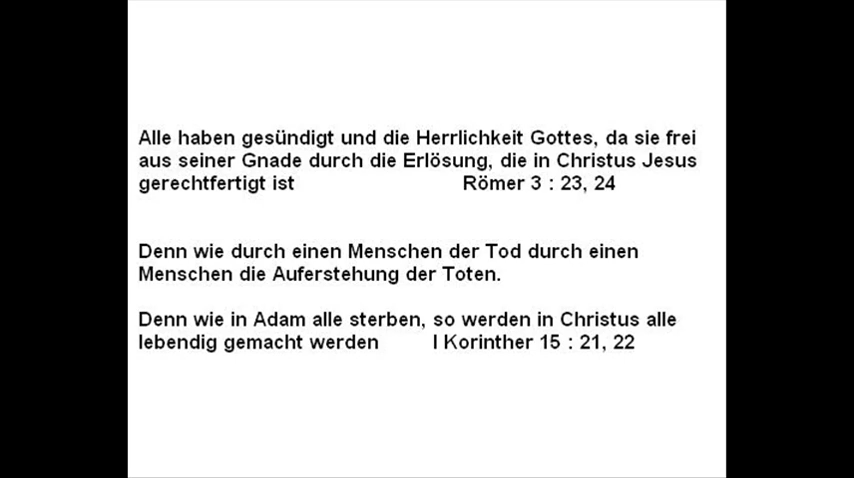 Alle haben gesündigt und die Herrlichkeit Gottes, da sie frei
aus seiner Gnade durch die Erlösung, die in Christus Jesus
gerechtfertigt ist Römer 3 : 23, 24
Denn wie durch einen Menschen der Tod durch einen
Menschen die Auferstehung der Toten.
Denn wie in Adam alle sterben, so werden in Christus alle
lebendig gemacht werden I Korinther 15 : 21, 22